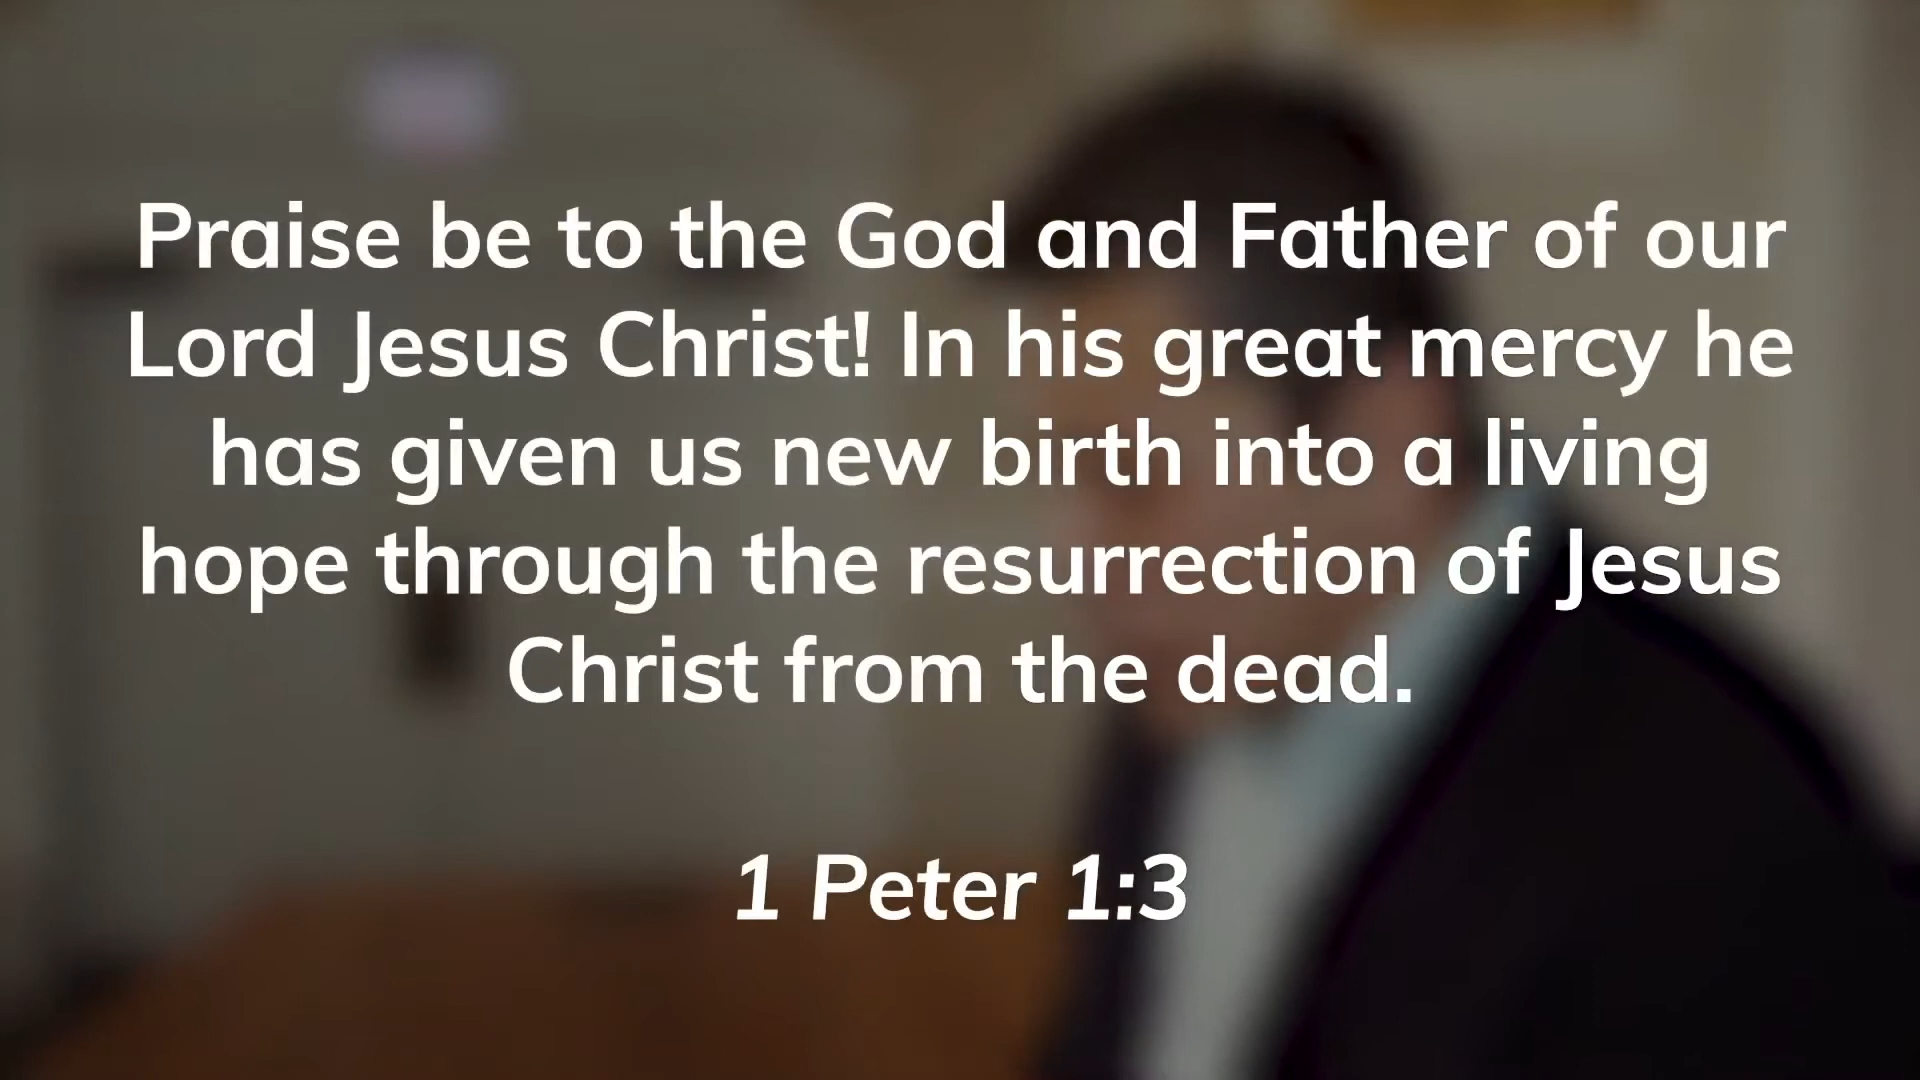 Praise be to the God and Father of our
Lord Jesus Christ! In his great mercy he
has given us new birth into a living
hope through the resurrection of Jesus
Christ from the dead.
1 Peter 1:3